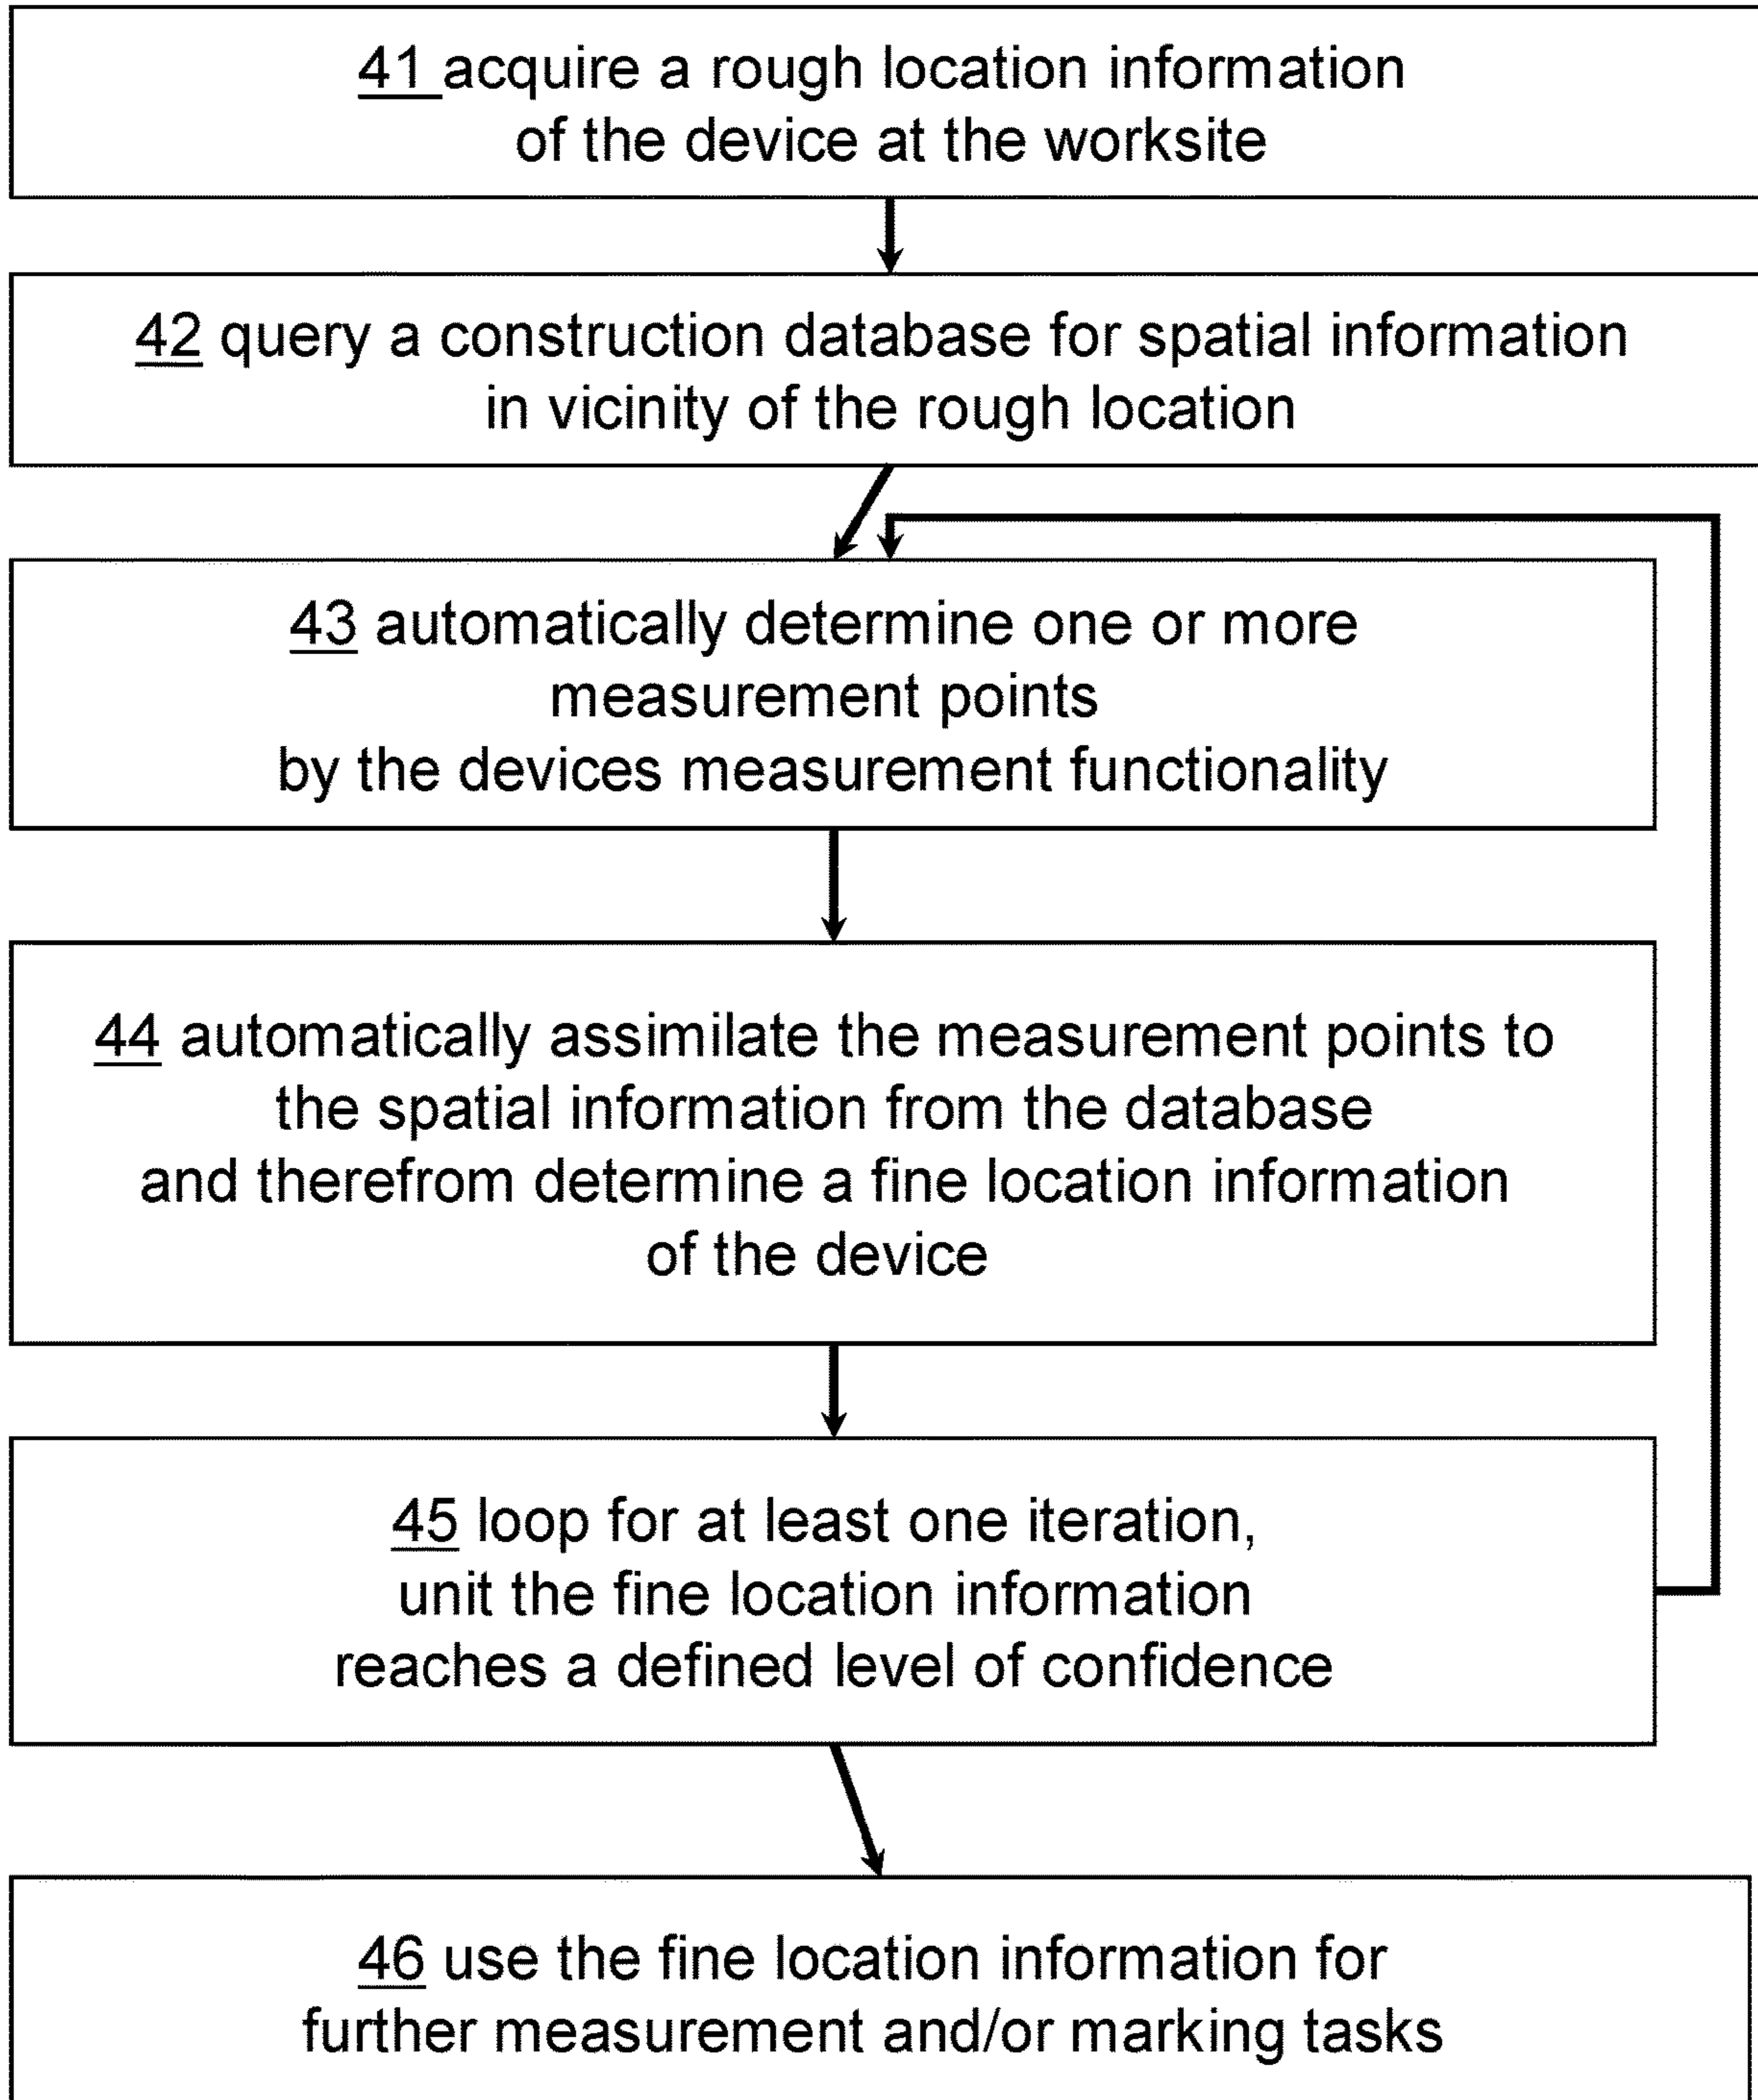 41 acquire a rough location information
of the device at the worksite
42 query a construction database for spatial information
in vicinity of the rough location
43 automatically determine one or more
measurement points
by the devices measurement functionality
44 automatically assimilate the measurement points to
the spatial information from the database
and therefrom determine a fine location information
of the device
45 loop for at least one iteration,
unit the fine location information
reaches a defined level of confidence
46 use the fine location information for
further measurement and/or marking tasks